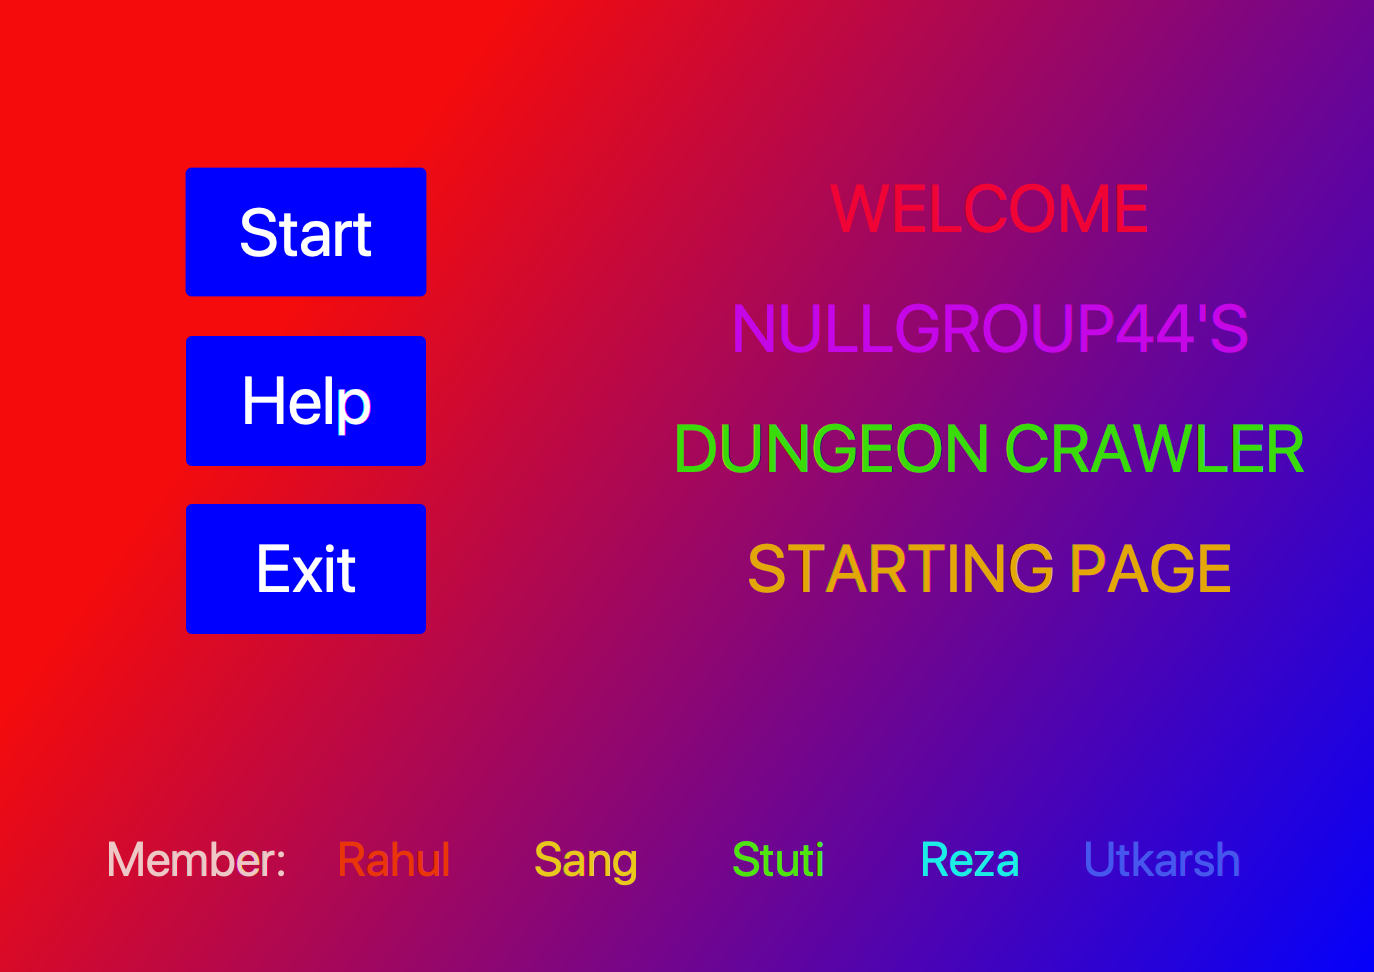 Start
Help
Exit
WELCOME
NULLGROUP44'S
DUNGEON CRAWLER
STARTING PAGE
Member: Rahul Sang Stuti Reza Utkarsh